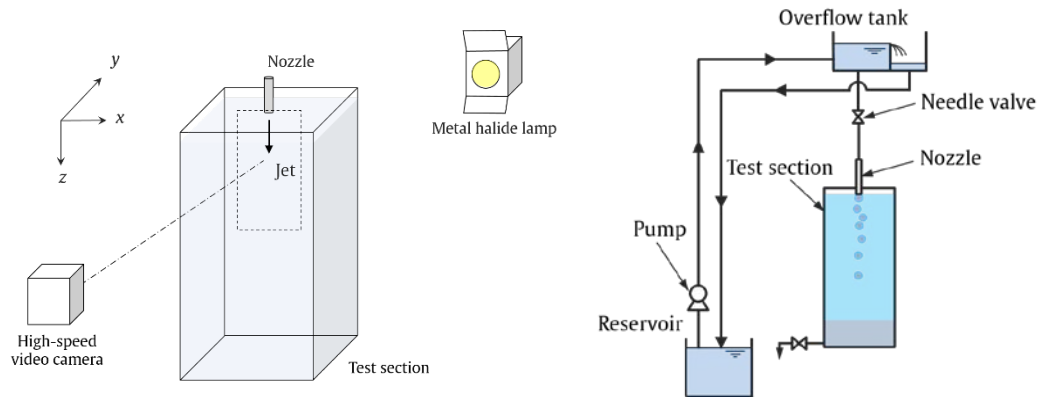 y
x
z
Nozzle
Jet
Metal halide lamp
High-speed
video camera
Test section
Overflow tank
Needle valve
Nozzle
Test section
Pump
Reservoir